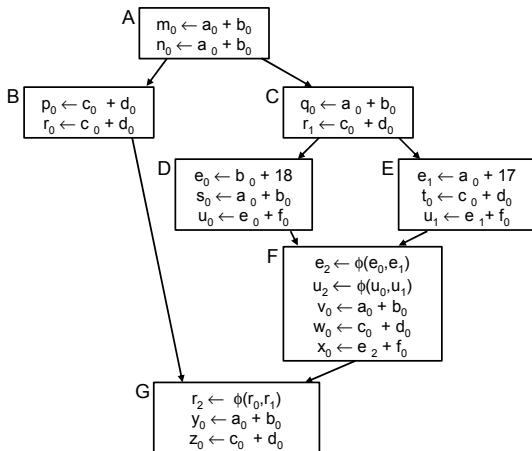 A
m₀ ← a₀ + b₀
n₀ ← a₀ + b₀
B
p₀ ← c₀ + d₀
r₀ ← c₀ + d₀
C
q₀ ← a₀ + b₀
r₁ ← c₀ + d₀
D
e₀ ← b₀ + 18
s₀ ← a₀ + b₀
u₀ ← e₀ + f₀
E
e₁ ← a₀ + 17
t₀ ← c₀ + d₀
u₁ ← e₁ + f₀
F
e₂ ← ϕ(e₀,e₁)
u₂ ← ϕ(u₀,u₁)
v₀ ← a₀ + b₀
w₀ ← c₀ + d₀
x₀ ← e₂ + f₀
G
r₂ ← ϕ(r₀,r₁)
y₀ ← a₀ + b₀
z₀ ← c₀ + d₀